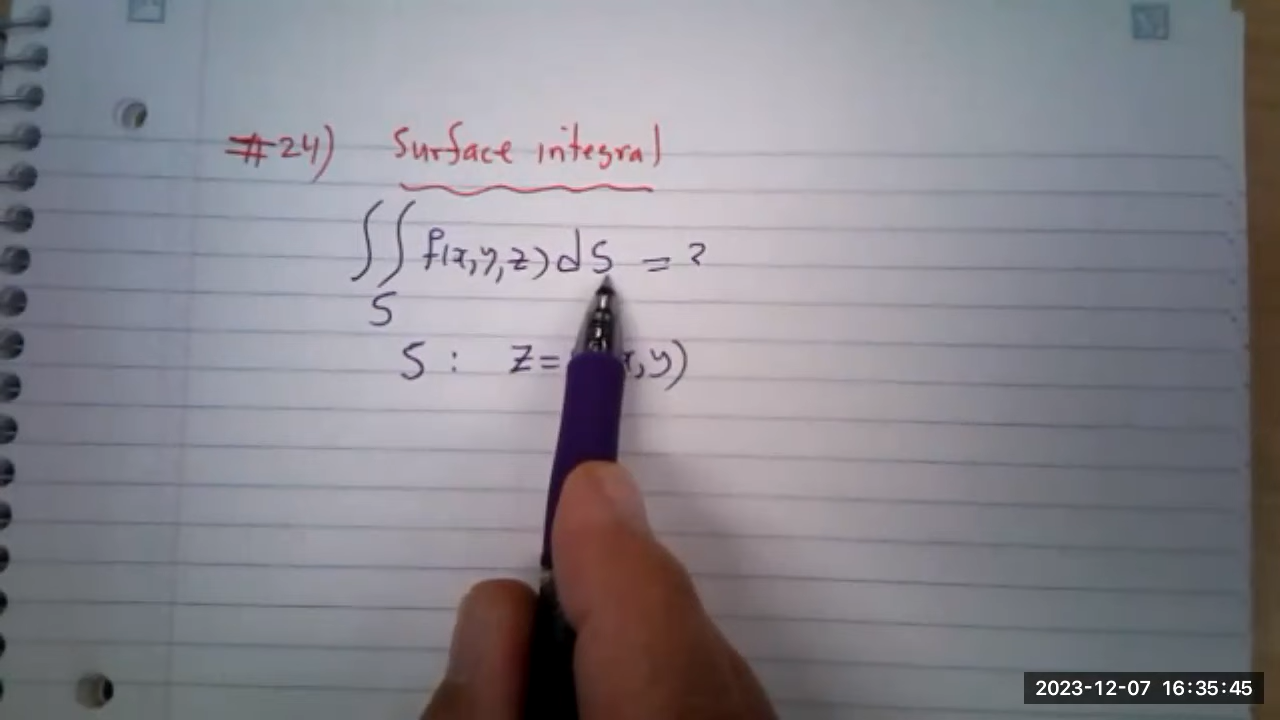 #24) Surface integral
∬ f(x,y,z) dS = ?
S
S : z = x,y)
2023-12-07 16:35:45